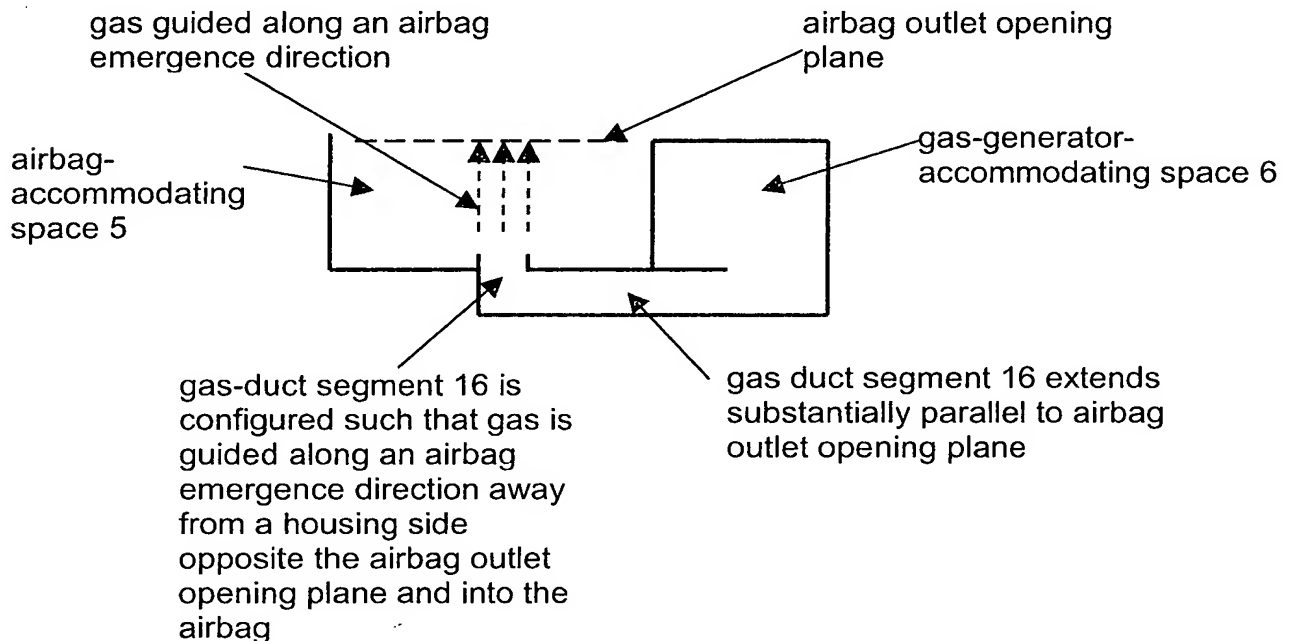 gas guided along an airbag
emergence direction
airbag outlet opening
plane
airbag-
accommodating
space 5
gas-generator-
accommodating space 6
gas-duct segment 16 is
configured such that gas is
guided along an airbag
emergence direction away
from a housing side
opposite the airbag outlet
opening plane and into the
airbag
gas duct segment 16 extends
substantially parallel to airbag
outlet opening plane